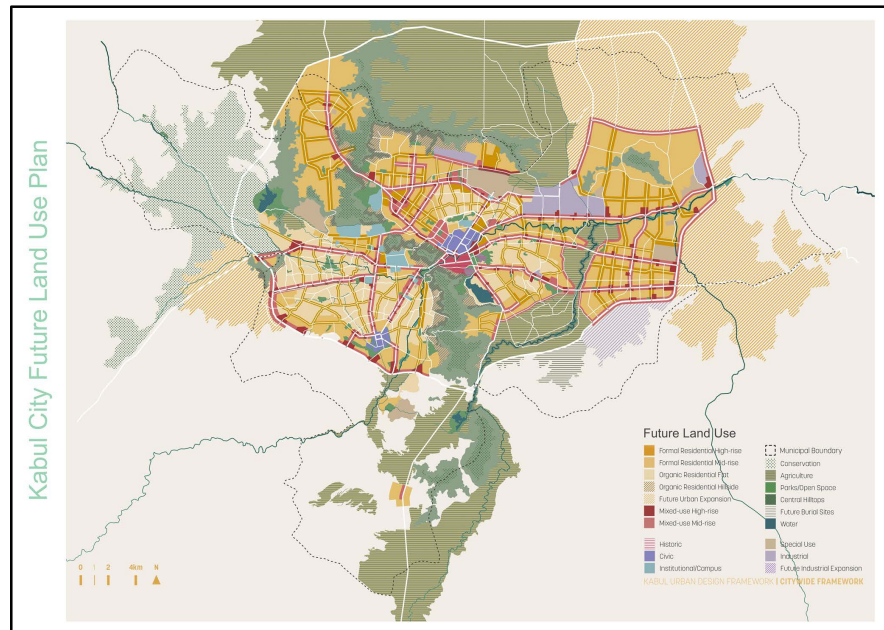 Kabul City Future Land Use Plan
Future Land Use
Formal Residential High-rise
Formal Residential Mid-rise
Organic Residential Flat
Organic Residential Hillside
Future Urban Expansion
Mixed-use High-rise
Mixed-use Mid-rise
Historic
Civic
Institutional/Campus
Municipal Boundary
Conservation
Agriculture
Parks/Open Space
Central Hilltops
Future Burial Sites
Water
Special Use
Industrial
Future Industrial Expansion
0 1 2 4km N
KABUL URBAN DESIGN FRAMEWORK | CITYWIDE FRAMEWORK